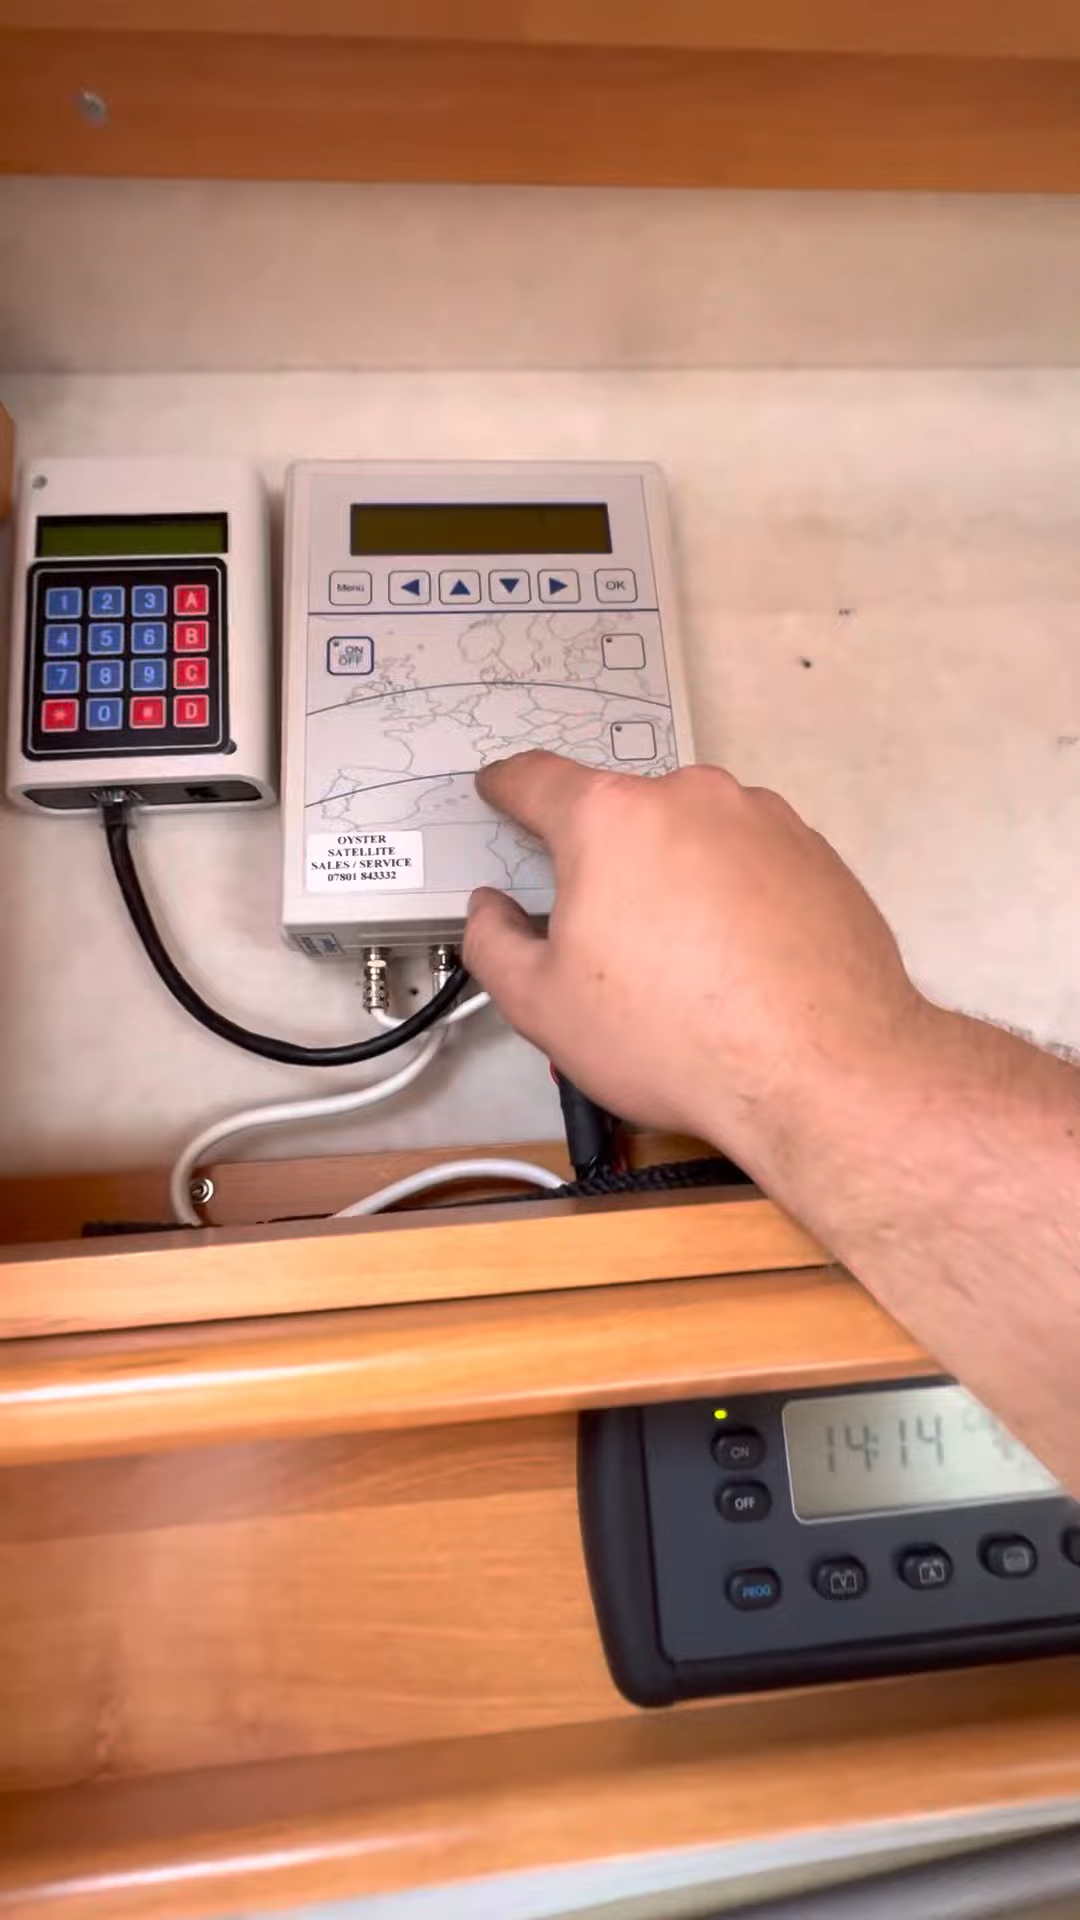 1 2 3 A
4 5 6 B
7 8 9 C
* 0 # D
Menü
OK
ON
OFF
OYSTER
SATELLITE
SALES / SERVICE
07801 843332
ON
14:14
OFF
PROG
V
A